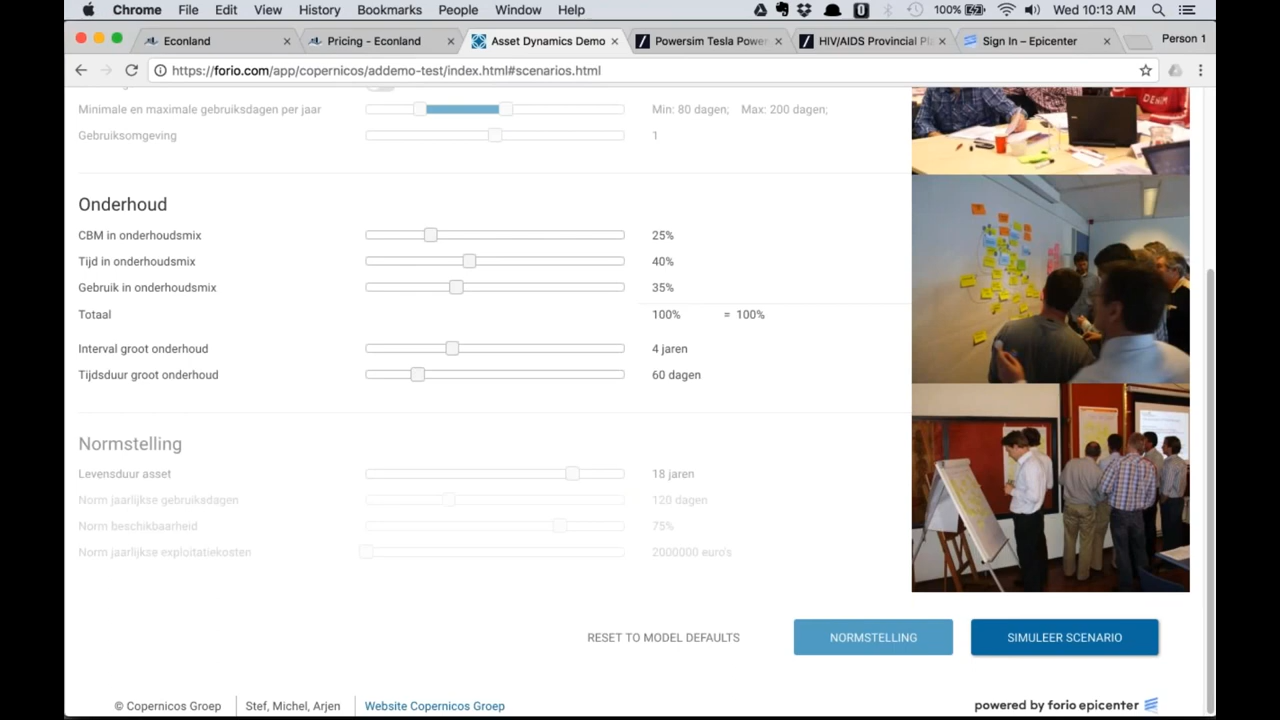 Chrome File Edit View History Bookmarks People Window Help 100% Wed 10:13 AM
Econland Pricing - Econland Asset Dynamics Demo Powersim Tesla Power HIV/AIDS Provincial Sign In – Epicenter Person 1
https://forio.com/app/copernicos/addemo-test/index.html#scenarios.html
Minimale en maximale gebruiksdagen per jaar Min: 80 dagen; Max: 200 dagen;
Gebruiksomgeving 1
Onderhoud
CBM in onderhoudsmix 25%
Tijd in onderhoudsmix 40%
Gebruik in onderhoudsmix 35%
Totaal 100% = 100%
Interval groot onderhoud 4 jaren
Tijdsduur groot onderhoud 60 dagen
Normstelling
Levensduur asset 18 jaren
Norm jaarlijkse gebruiksdagen 120 dagen
Norm beschikbaarheid 75%
Norm jaarlijkse exploitatiekosten 2000000 euro's
RESET TO MODEL DEFAULTS NORMSTELLING SIMULEER SCENARIO
© Copernicos Groep Stef, Michel, Arjen Website Copernicos Groep powered by forio epicenter